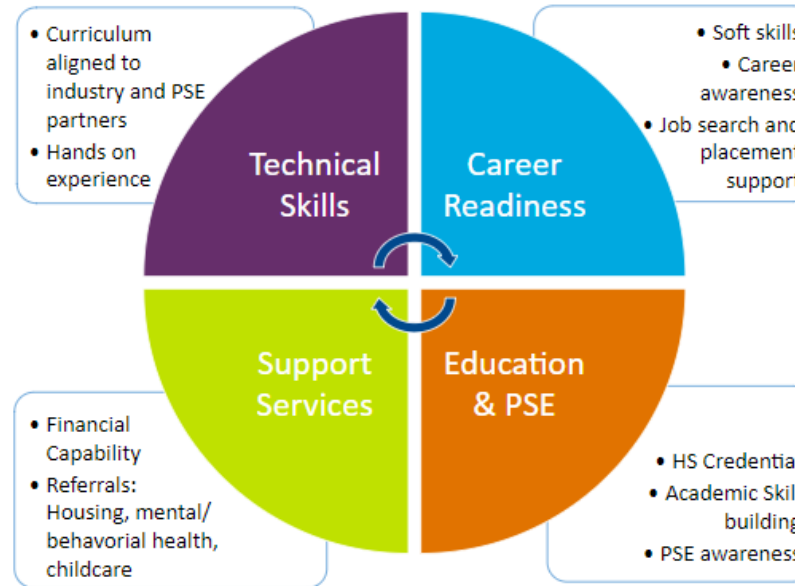 • Curriculum
aligned to
industry and PSE
partners
• Hands on
experience
• Soft skills
• Career
awareness
• Job search and
placement
support
Technical
Skills
Career
Readiness
Support
Services
Education
& PSE
• Financial
Capability
• Referrals:
Housing, mental/
behavorial health,
childcare
• HS Credentia
• Academic Skil
building
• PSE awareness